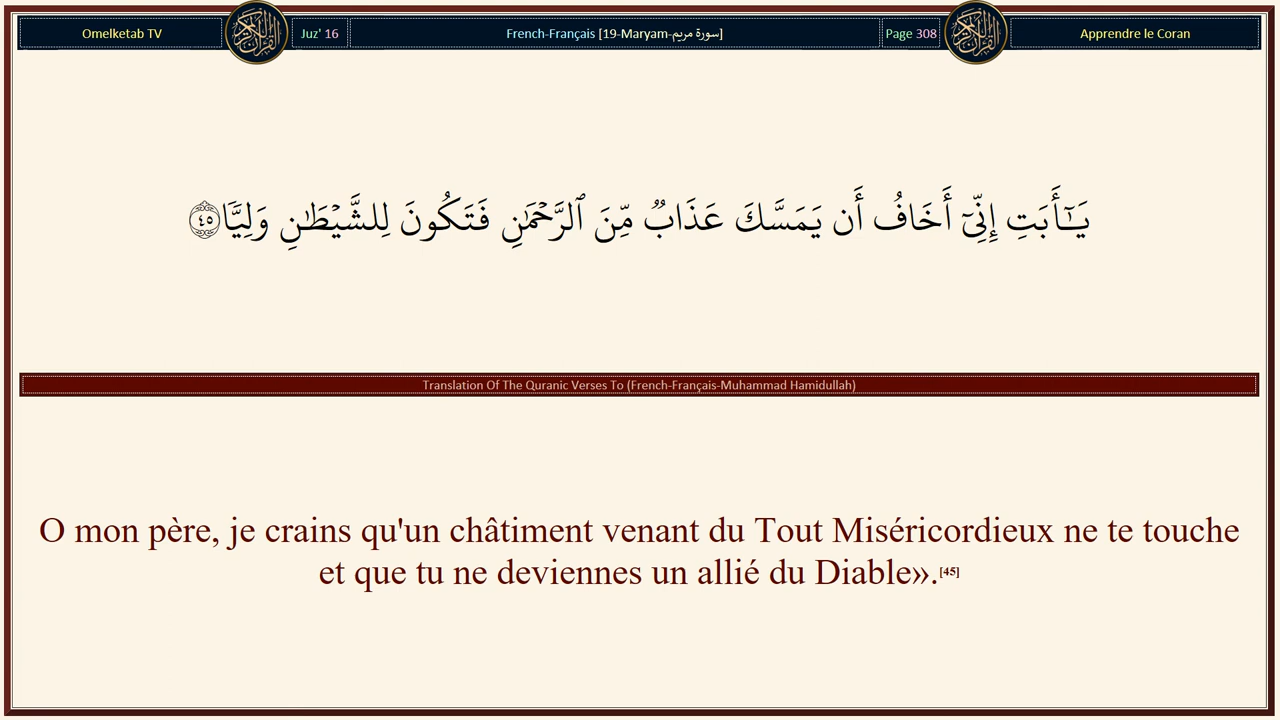 Omelketab TV
Juz' 16
French-Français [19-Maryam-سورة مريم]
Page 308
Apprendre le Coran
يَـٰٓأَبَتِ إِنِّىٓ أَخَافُ أَن يَمَسَّكَ عَذَابٌ مِّنَ ٱلرَّحْمَـٰنِ فَتَكُونَ لِلشَّيْطَـٰنِ وَلِيًّا ٤٥
Translation Of The Quranic Verses To (French-Français-Muhammad Hamidullah)
O mon père, je crains qu'un châtiment venant du Tout Miséricordieux ne te touche
et que tu ne deviennes un allié du Diable».[45]